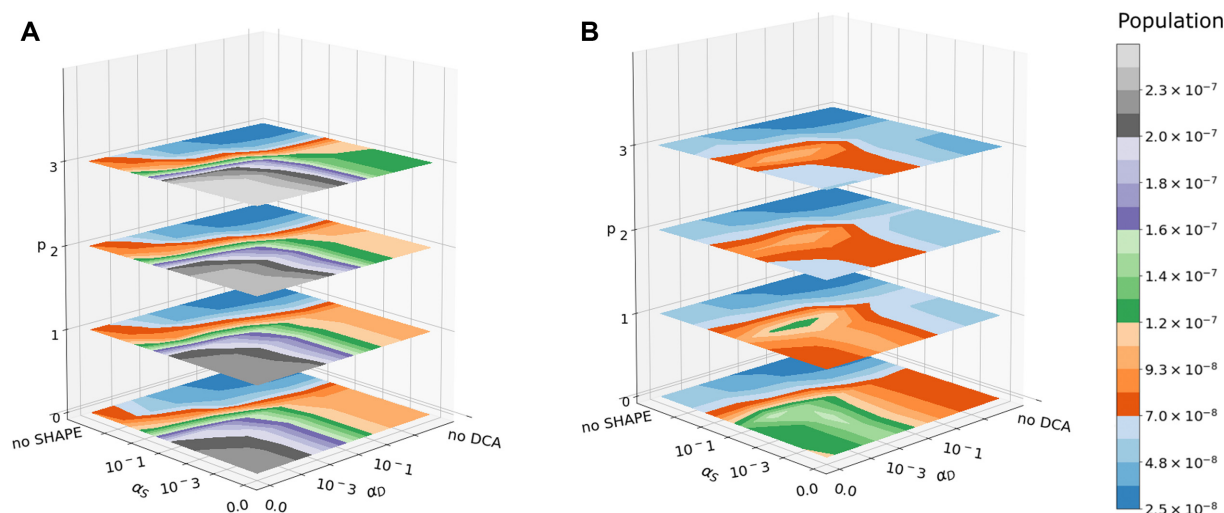 A
B
Population
3
p
2
1
0
no SHAPE
10⁻¹
αS
10⁻³
0.0
0.0
10⁻³
αD
10⁻¹
no DCA
3
p
2
1
0
no SHAPE
10⁻¹
αS
10⁻³
0.0
0.0
10⁻³
αD
10⁻¹
no DCA
2.3 × 10⁻⁷
2.0 × 10⁻⁷
1.8 × 10⁻⁷
1.6 × 10⁻⁷
1.4 × 10⁻⁷
1.2 × 10⁻⁷
9.3 × 10⁻⁸
7.0 × 10⁻⁸
4.8 × 10⁻⁸
2.5 × 10⁻⁸